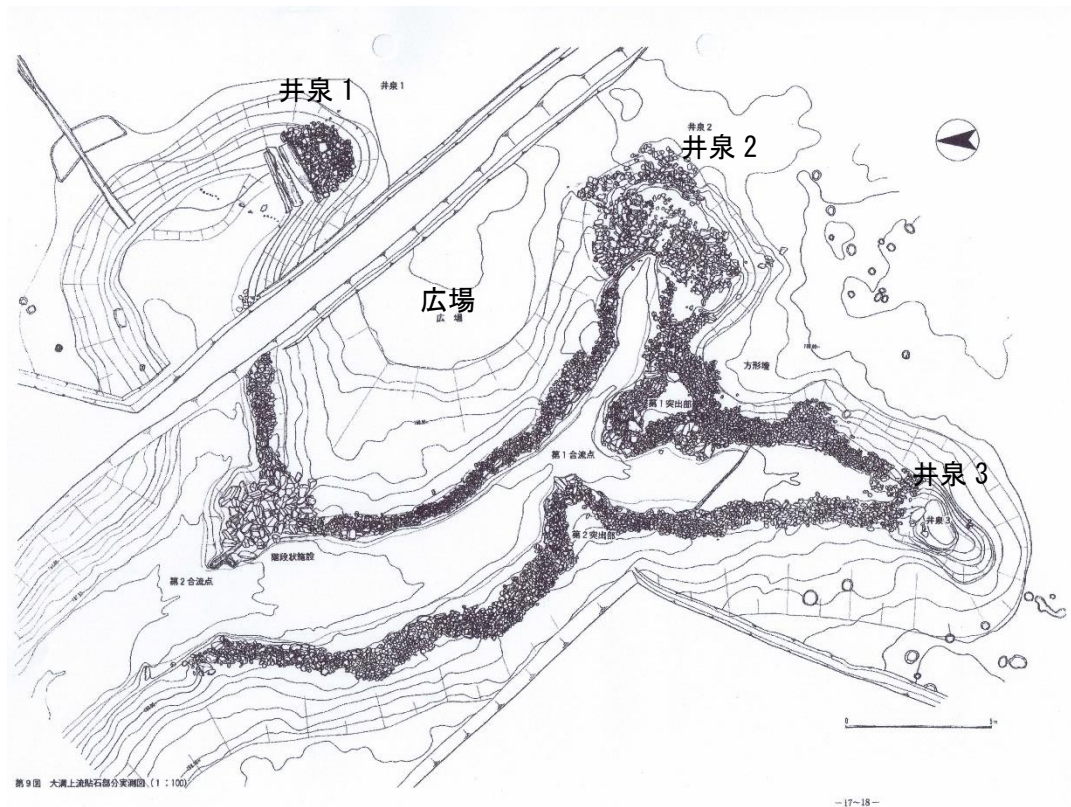 井泉 1
井泉1
井泉2
井泉 2
広場
広 場
方形壇
第1突出部
第1合流点
井泉 3
井泉3
第2突出部
階段状施設
第2合流点
0
5m
第9図 大溝上流貼石部分実測図(1:100)
―17~18―